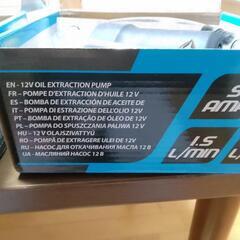 EN - 12V OIL EXTRACTION PUMP
FR - POMPE D'EXTRACTION D'HUILE 12 V
ES - BOMBA DE EXTRACCIÓN DE ACEITE DE
IT - POMPA DI ESTRAZIONE DELL'OLIO 12V
PT - BOMBA DE EXTRAÇÃO DE ÓLEO DE 12V
PL - POMPA DO SPUSZCZANIA PALIWA 12 V
HU - 12 V OLAJSZIVATTYÚ
RO - POMPĂ DE EXTRAGERE ULEI DE 12V
RU - НАСОС ДЛЯ ОТКАЧИВАНИЯ МАСЛА 12 В
UA - МАСЛЯНИЙ НАСОС 12 В
1.5
L/MIN